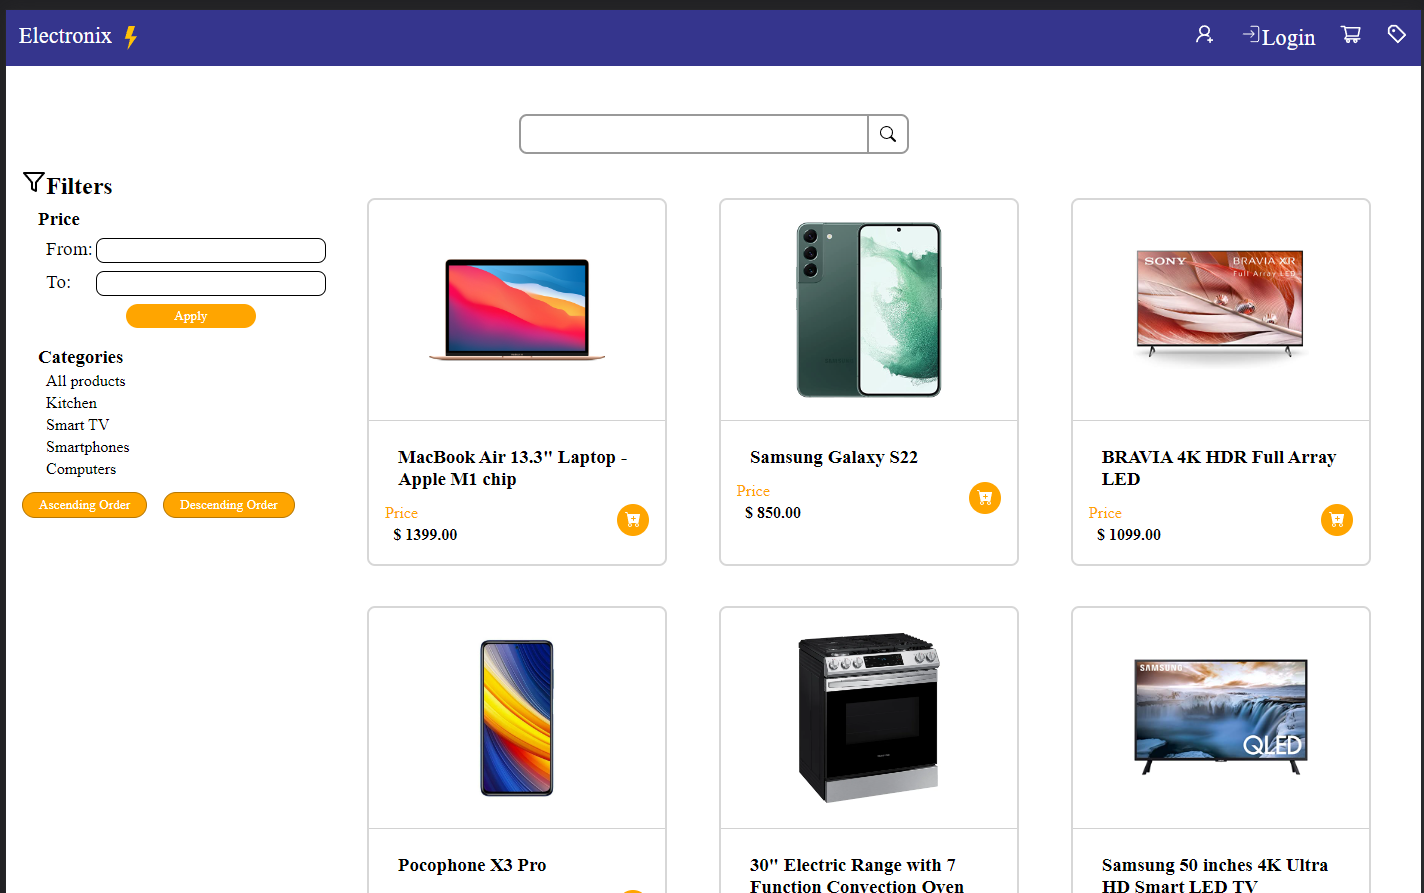 Electronix
Login
Filters
Price
From:
To:
Apply
Categories
All products
Kitchen
Smart TV
Smartphones
Computers
Ascending Order
Descending Order
MacBook Air 13.3" Laptop -
Apple M1 chip
Price
$ 1399.00
Samsung Galaxy S22
Price
$ 850.00
SONY
BRAVIA XR
Full Array LED
BRAVIA 4K HDR Full Array
LED
Price
$ 1099.00
Pocophone X3 Pro
30" Electric Range with 7
Function Convection Oven
SAMSUNG
QLED
Samsung 50 inches 4K Ultra
HD Smart LED TV